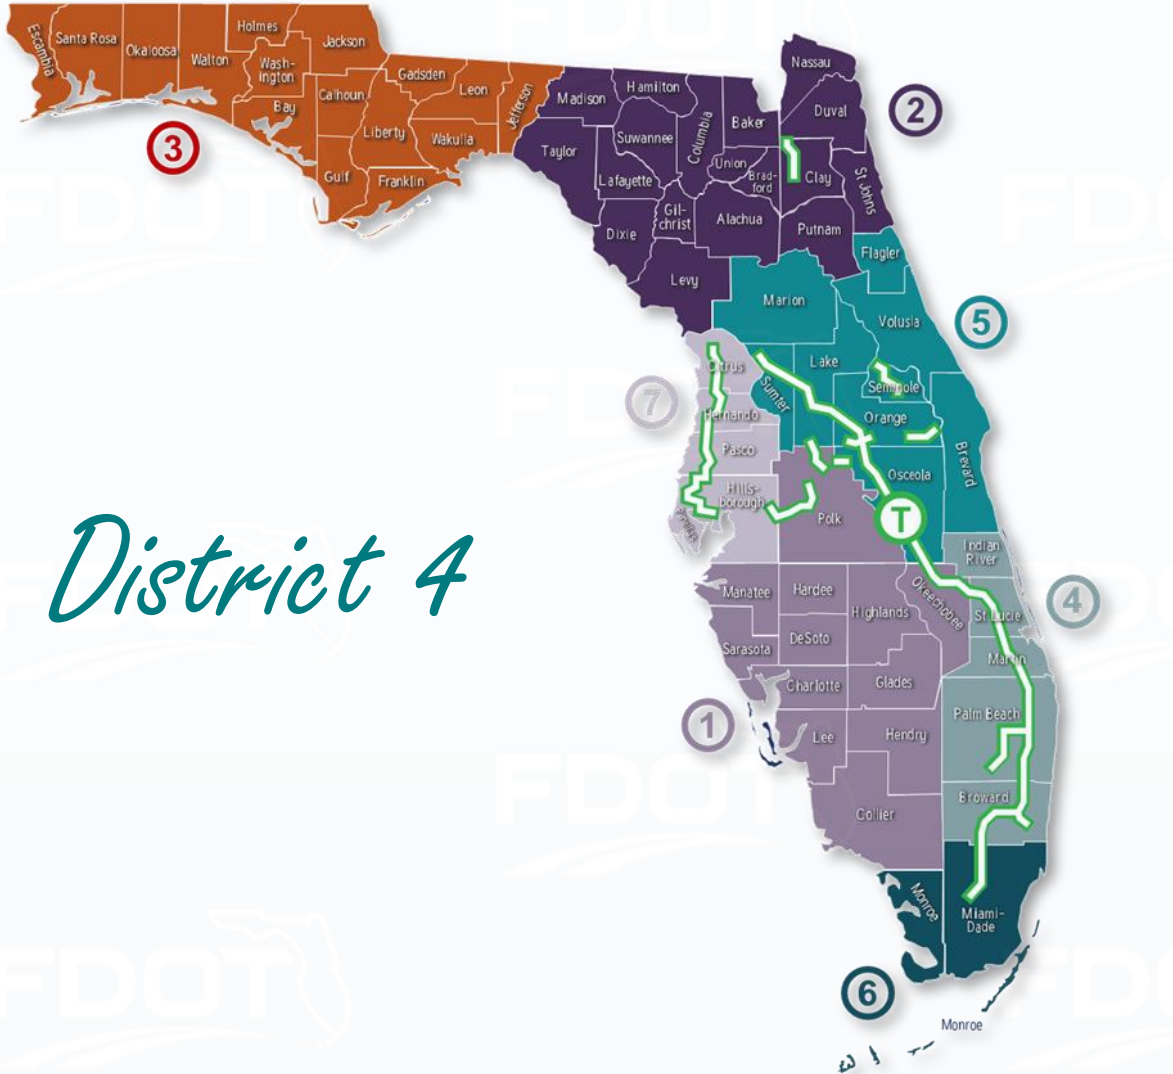 Escambia
Santa Rosa
Okaloosa
Walton
Holmes
Wash-
ington
Jackson
Bay
Calhoun
Gulf
Liberty
Gadsden
Franklin
Leon
Wakulla
Jefferson
3
Madison
Taylor
Hamilton
Suwannee
Lafayette
Dixie
Columbia
Gil-
christ
Levy
Baker
Union
Brad-
ford
Alachua
Nassau
Duval
Clay
Putnam
St Johns
2
Flagler
Marion
Volusia
5
Lake
Sumter
Seminole
Orange
Osceola
Brevard
Citrus
Hernando
7
Pasco
Hills-
borough
Pinellas
Polk
T
District 4
Indian
River
Okeechobee
St Lucie
4
Martin
Manatee
Hardee
Highlands
Sarasota
DeSoto
Charlotte
Glades
1
Lee
Hendry
Palm Beach
Broward
Collier
Monroe
Miami-
Dade
6
Monroe
FDOT
FDOT
FDOT
FDOT